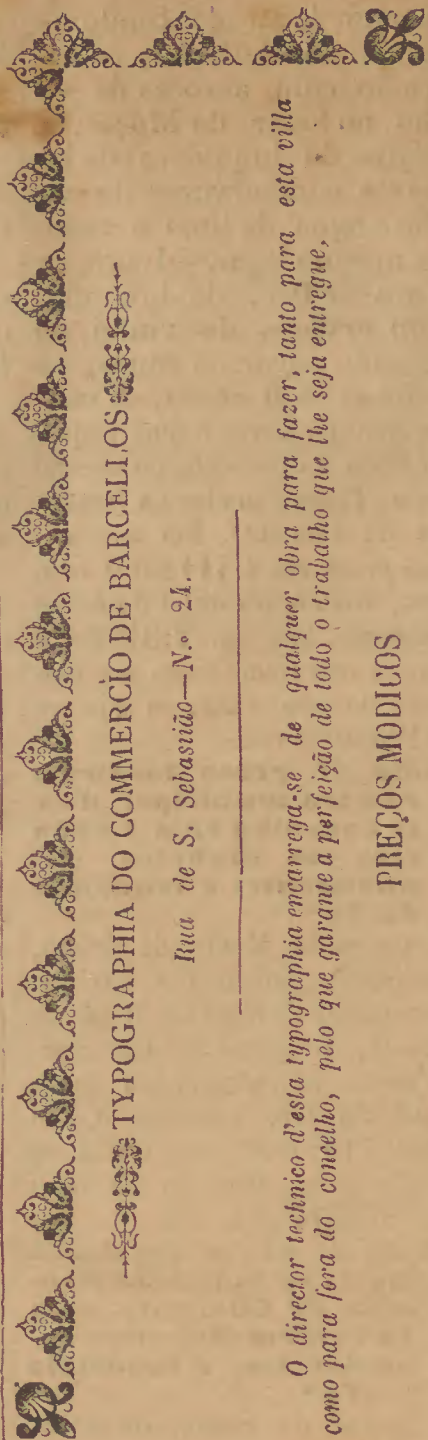 TYPOGRAPHIA DO COMMERCIO DE BARCELLOS
Rua de S. Sebastião—N.º 24.
O director technico d'esta typographia encarrega-se de qualquer obra para fazer, tanto para esta villa
como para fora do concelho, pelo que garante a perfeição de todo o trabalho que lhe seja entregue,
PREÇOS MODICOS